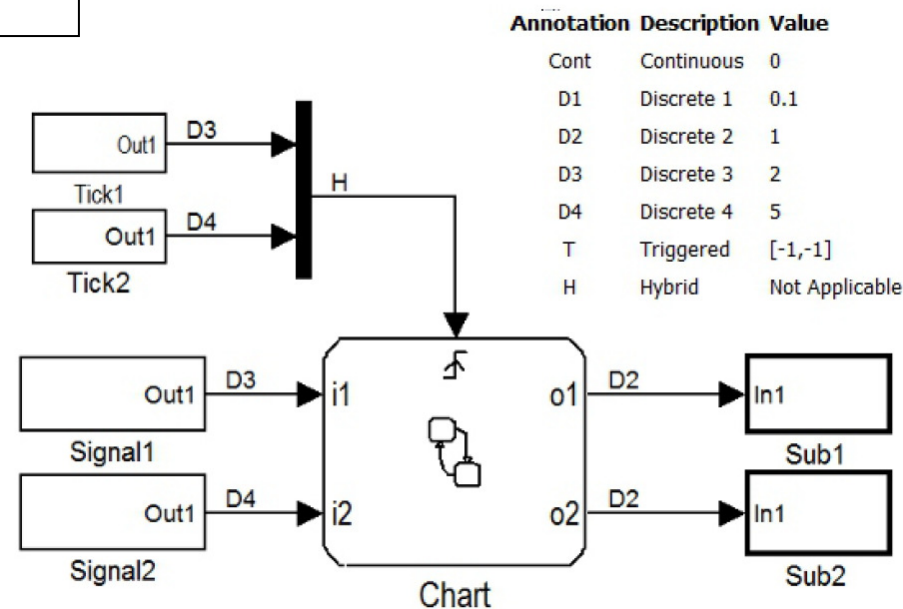 Annotation Description Value
Cont Continuous 0
D1 Discrete 1 0.1
D2 Discrete 2 1
D3 Discrete 3 2
D4 Discrete 4 5
T Triggered [-1,-1]
H Hybrid Not Applicable
Out1 D3
Tick1
H
Out1 D4
Tick2
Out1 D3 i1 o1 D2 In1
Signal1 Sub1
Out1 D4 i2 o2 D2 In1
Signal2 Sub2
Chart